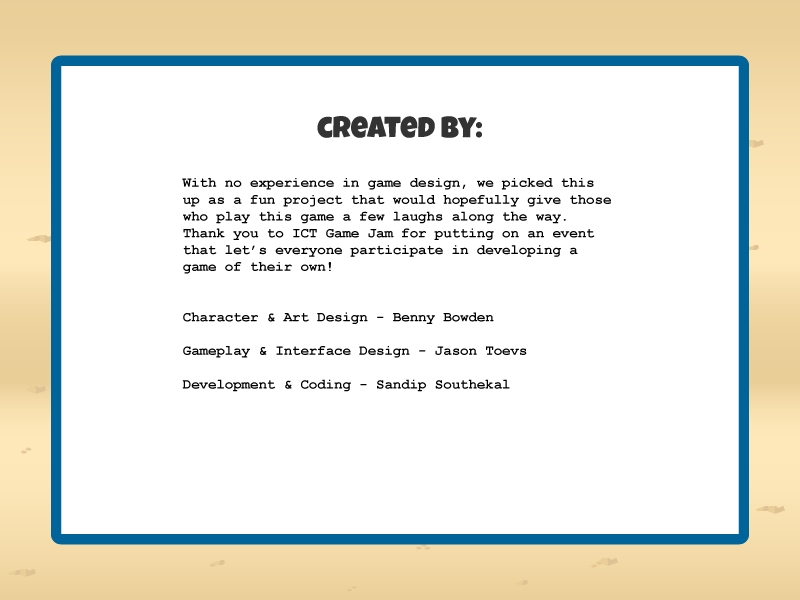 CREATED BY:
With no experience in game design, we picked this
up as a fun project that would hopefully give those
who play this game a few laughs along the way.
Thank you to ICT Game Jam for putting on an event
that let’s everyone participate in developing a
game of their own!
Character & Art Design - Benny Bowden
Gameplay & Interface Design - Jason Toevs
Development & Coding - Sandip Southekal